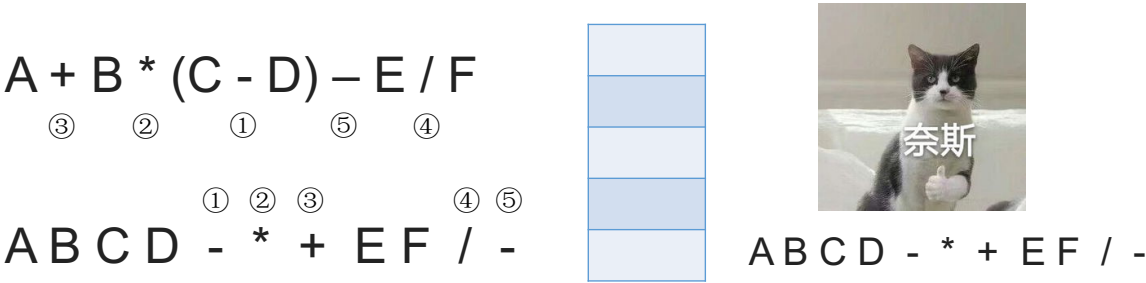 A + B * (C - D) – E / F
③ ② ① ⑤ ④
① ② ③ ④ ⑤
A B C D - * + E F / -
奈斯
A B C D - * + E F / -